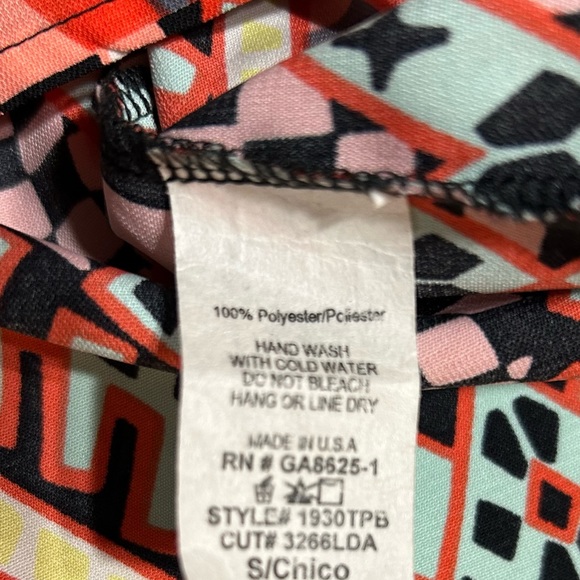 100% Polyester/Poliester
HAND WASH
WITH COLD WATER
DO NOT BLEACH
HANG OR LINE DRY
MADE IN U.S.A
RN # GA8625-1
STYLE# 1930TPB
CUT# 3266LDA
S/Chico